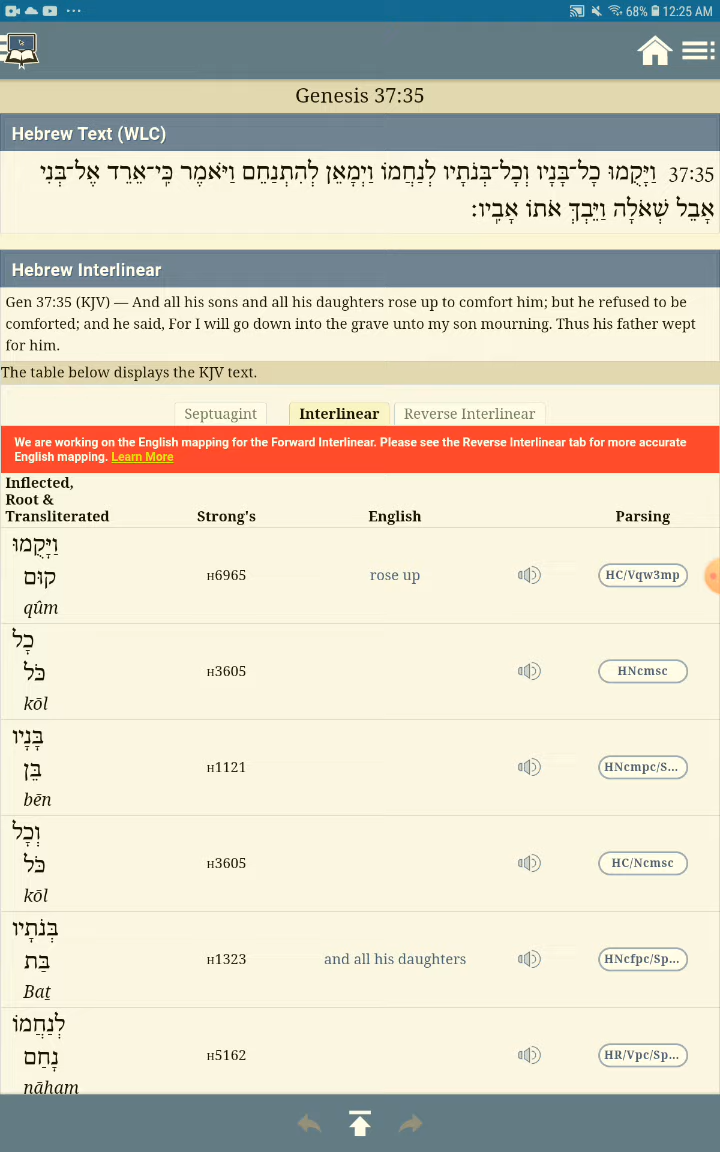 68% 12:25 AM
Genesis 37:35
Hebrew Text (WLC)
37:35 וַיָּקֻמוּ כָל־בָּנָיו וְכָל־בְּנֹתָיו לְנַחֲמוֹ וַיְמָאֵן לְהִתְנַחֵם וַיֹּאמֶר כִּי־אֵרֵד אֶל־בְּנִי
אָבֵל שְׁאֹלָה וַיֵּבְךְּ אֹתוֹ אָבִיו׃
Hebrew Interlinear
Gen 37:35 (KJV) — And all his sons and all his daughters rose up to comfort him; but he refused to be
comforted; and he said, For I will go down into the grave unto my son mourning. Thus his father wept
for him.
The table below displays the KJV text.
Septuagint Interlinear Reverse Interlinear
We are working on the English mapping for the Forward Interlinear. Please see the Reverse Interlinear tab for more accurate
English mapping. Learn More
Inflected,
Root &
Transliterated Strong's English Parsing
וַיָּקֻמוּ
קוּם H6965 rose up HC/Vqw3mp
qûm
כָל
כֹּל H3605 HNcmsc
kōl
בָּנָיו
בֵּן H1121 HNcmpc/S...
bēn
וְכָל
כֹּל H3605 HC/Ncmsc
kōl
בְּנֹתָיו
בַּת H1323 and all his daughters HNcfpc/Sp...
Baṯ
לְנַחֲמוֹ
נָחַם H5162 HR/Vpc/Sp...
nāḥam